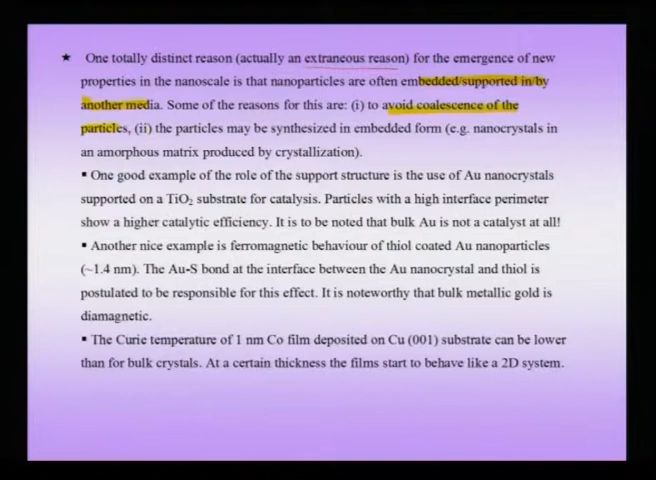 ★ One totally distinct reason (actually an extraneous reason) for the emergence of new
properties in the nanoscale is that nanoparticles are often embedded/supported in/by
another media. Some of the reasons for this are: (i) to avoid coalescence of the
particles, (ii) the particles may be synthesized in embedded form (e.g. nanocrystals in
an amorphous matrix produced by crystallization).
▪ One good example of the role of the support structure is the use of Au nanocrystals
supported on a TiO₂ substrate for catalysis. Particles with a high interface perimeter
show a higher catalytic efficiency. It is to be noted that bulk Au is not a catalyst at all!
▪ Another nice example is ferromagnetic behaviour of thiol coated Au nanoparticles
(~1.4 nm). The Au-S bond at the interface between the Au nanocrystal and thiol is
postulated to be responsible for this effect. It is noteworthy that bulk metallic gold is
diamagnetic.
▪ The Curie temperature of 1 nm Co film deposited on Cu (001) substrate can be lower
than for bulk crystals. At a certain thickness the films start to behave like a 2D system.